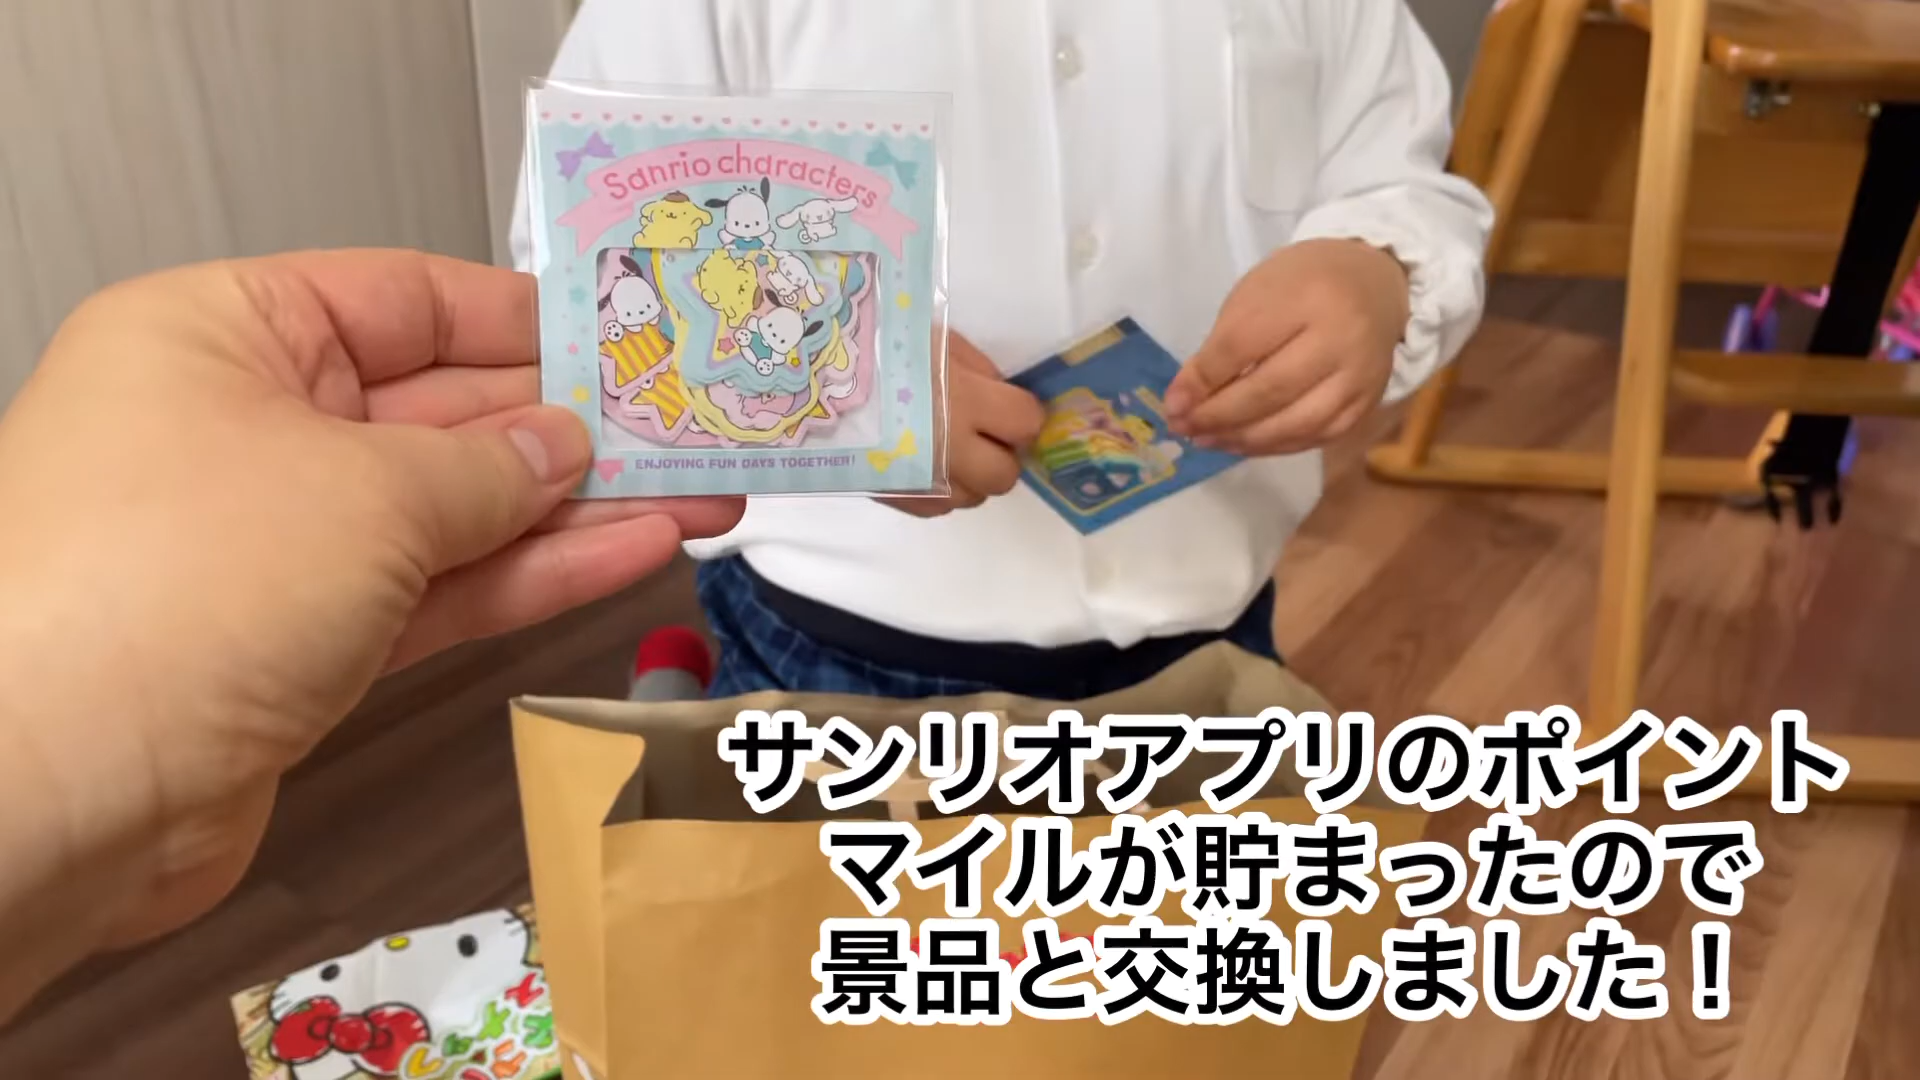 Sanrio characters
ENJOYING FUN DAYS TOGETHER!
サンリオアプリのポイント
マイルが貯まったので
景品と交換しました！